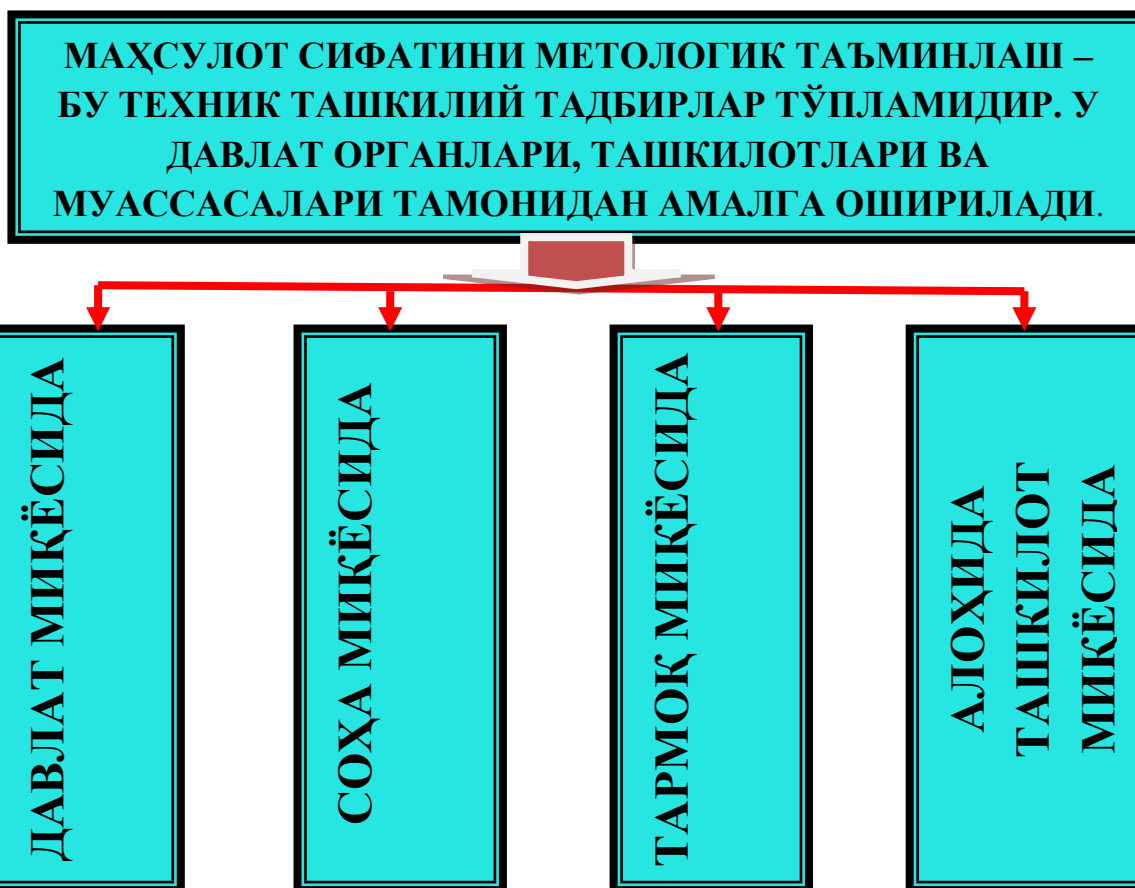 МАҲСУЛОТ СИФАТИНИ МЕТОЛОГИК ТАЪМИНЛАШ –
БУ ТЕХНИК ТАШКИЛИЙ ТАДБИРЛАР ТЎПЛАМИДИР. У
ДАВЛАТ ОРГАНЛАРИ, ТАШКИЛОТЛАРИ ВА
МУАССАСАЛАРИ ТАМОНИДАН АМАЛГА ОШИРИЛАДИ.
ДАВЛАТ МИҚЁСИДА
СОҲА МИҚЁСИДА
ТАРМОҚ МИҚЁСИДА
АЛОҲИДА
ТАШКИЛОТ
МИҚЁСИДА